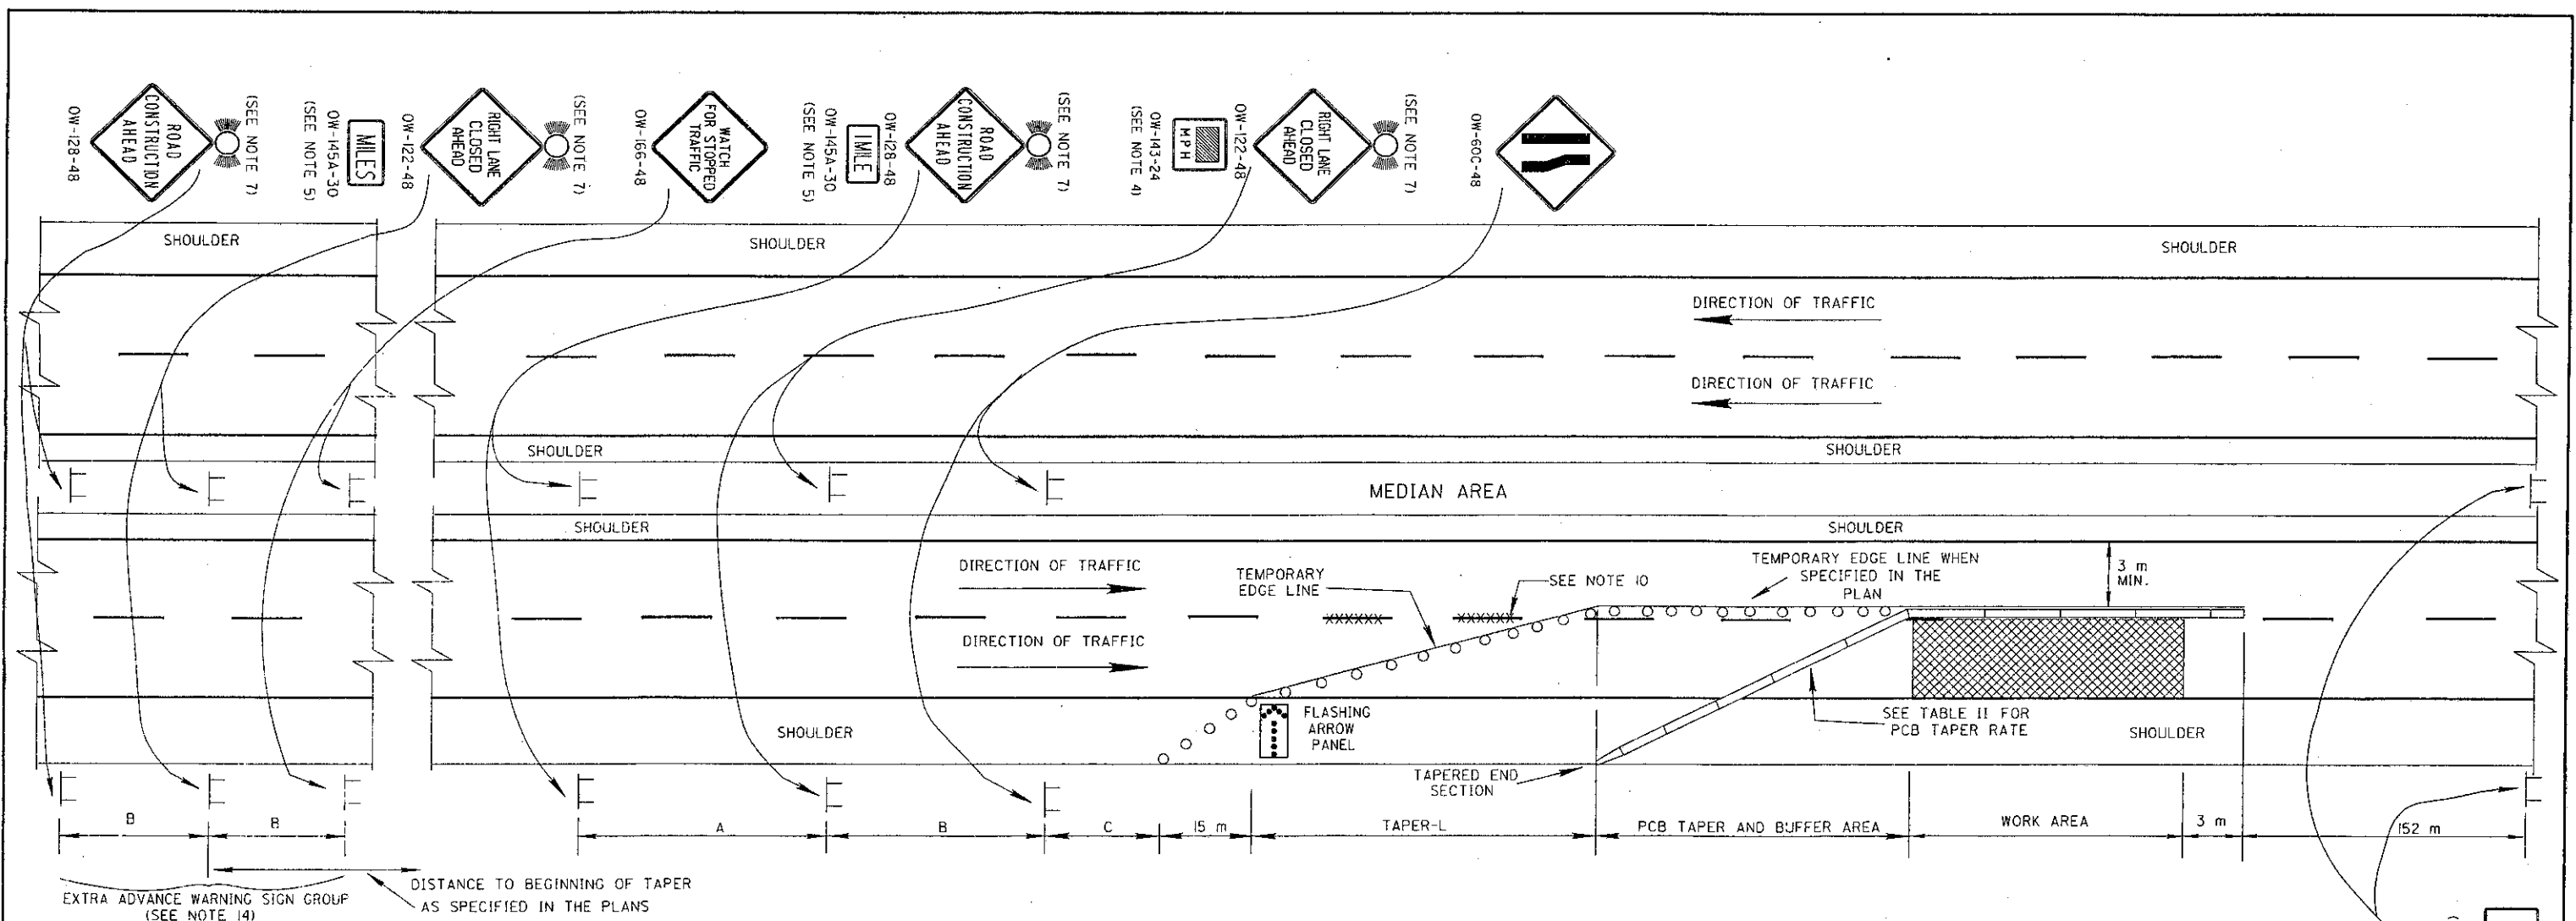 OW-128-48
ROAD
CONSTRUCTION
AHEAD
(SEE NOTE 7)
(SEE NOTE 5)
OW-145A-30
MILES
OW-122-48
RIGHT LANE
CLOSED
AHEAD
(SEE NOTE 7)
OW-166-48
WATCH
FOR STOPPED
TRAFFIC
(SEE NOTE 5)
OW-145A-30
1 MILE
OW-128-48
ROAD
CONSTRUCTION
AHEAD
(SEE NOTE 7)
(SEE NOTE 4)
OW-143-24
MPH
OW-122-48
RIGHT LANE
CLOSED
AHEAD
(SEE NOTE 7)
OW-60C-48
SHOULDER
SHOULDER
SHOULDER
DIRECTION OF TRAFFIC
DIRECTION OF TRAFFIC
SHOULDER
SHOULDER
MEDIAN AREA
SHOULDER
SHOULDER
DIRECTION OF TRAFFIC
DIRECTION OF TRAFFIC
TEMPORARY
EDGE LINE
SEE NOTE 10
XXXXXX
XXXXXX
TEMPORARY EDGE LINE WHEN
SPECIFIED IN THE
PLAN
3 m
MIN.
SHOULDER
FLASHING
ARROW
PANEL
SEE TABLE II FOR
PCB TAPER RATE
SHOULDER
TAPERED END
SECTION
B
B
A
B
C
15 m
TAPER-L
PCB TAPER AND BUFFER AREA
WORK AREA
3 m
152 m
EXTRA ADVANCE WARNING SIGN GROUP
(SEE NOTE 14)
DISTANCE TO BEGINNING OF TAPER
AS SPECIFIED IN THE PLANS